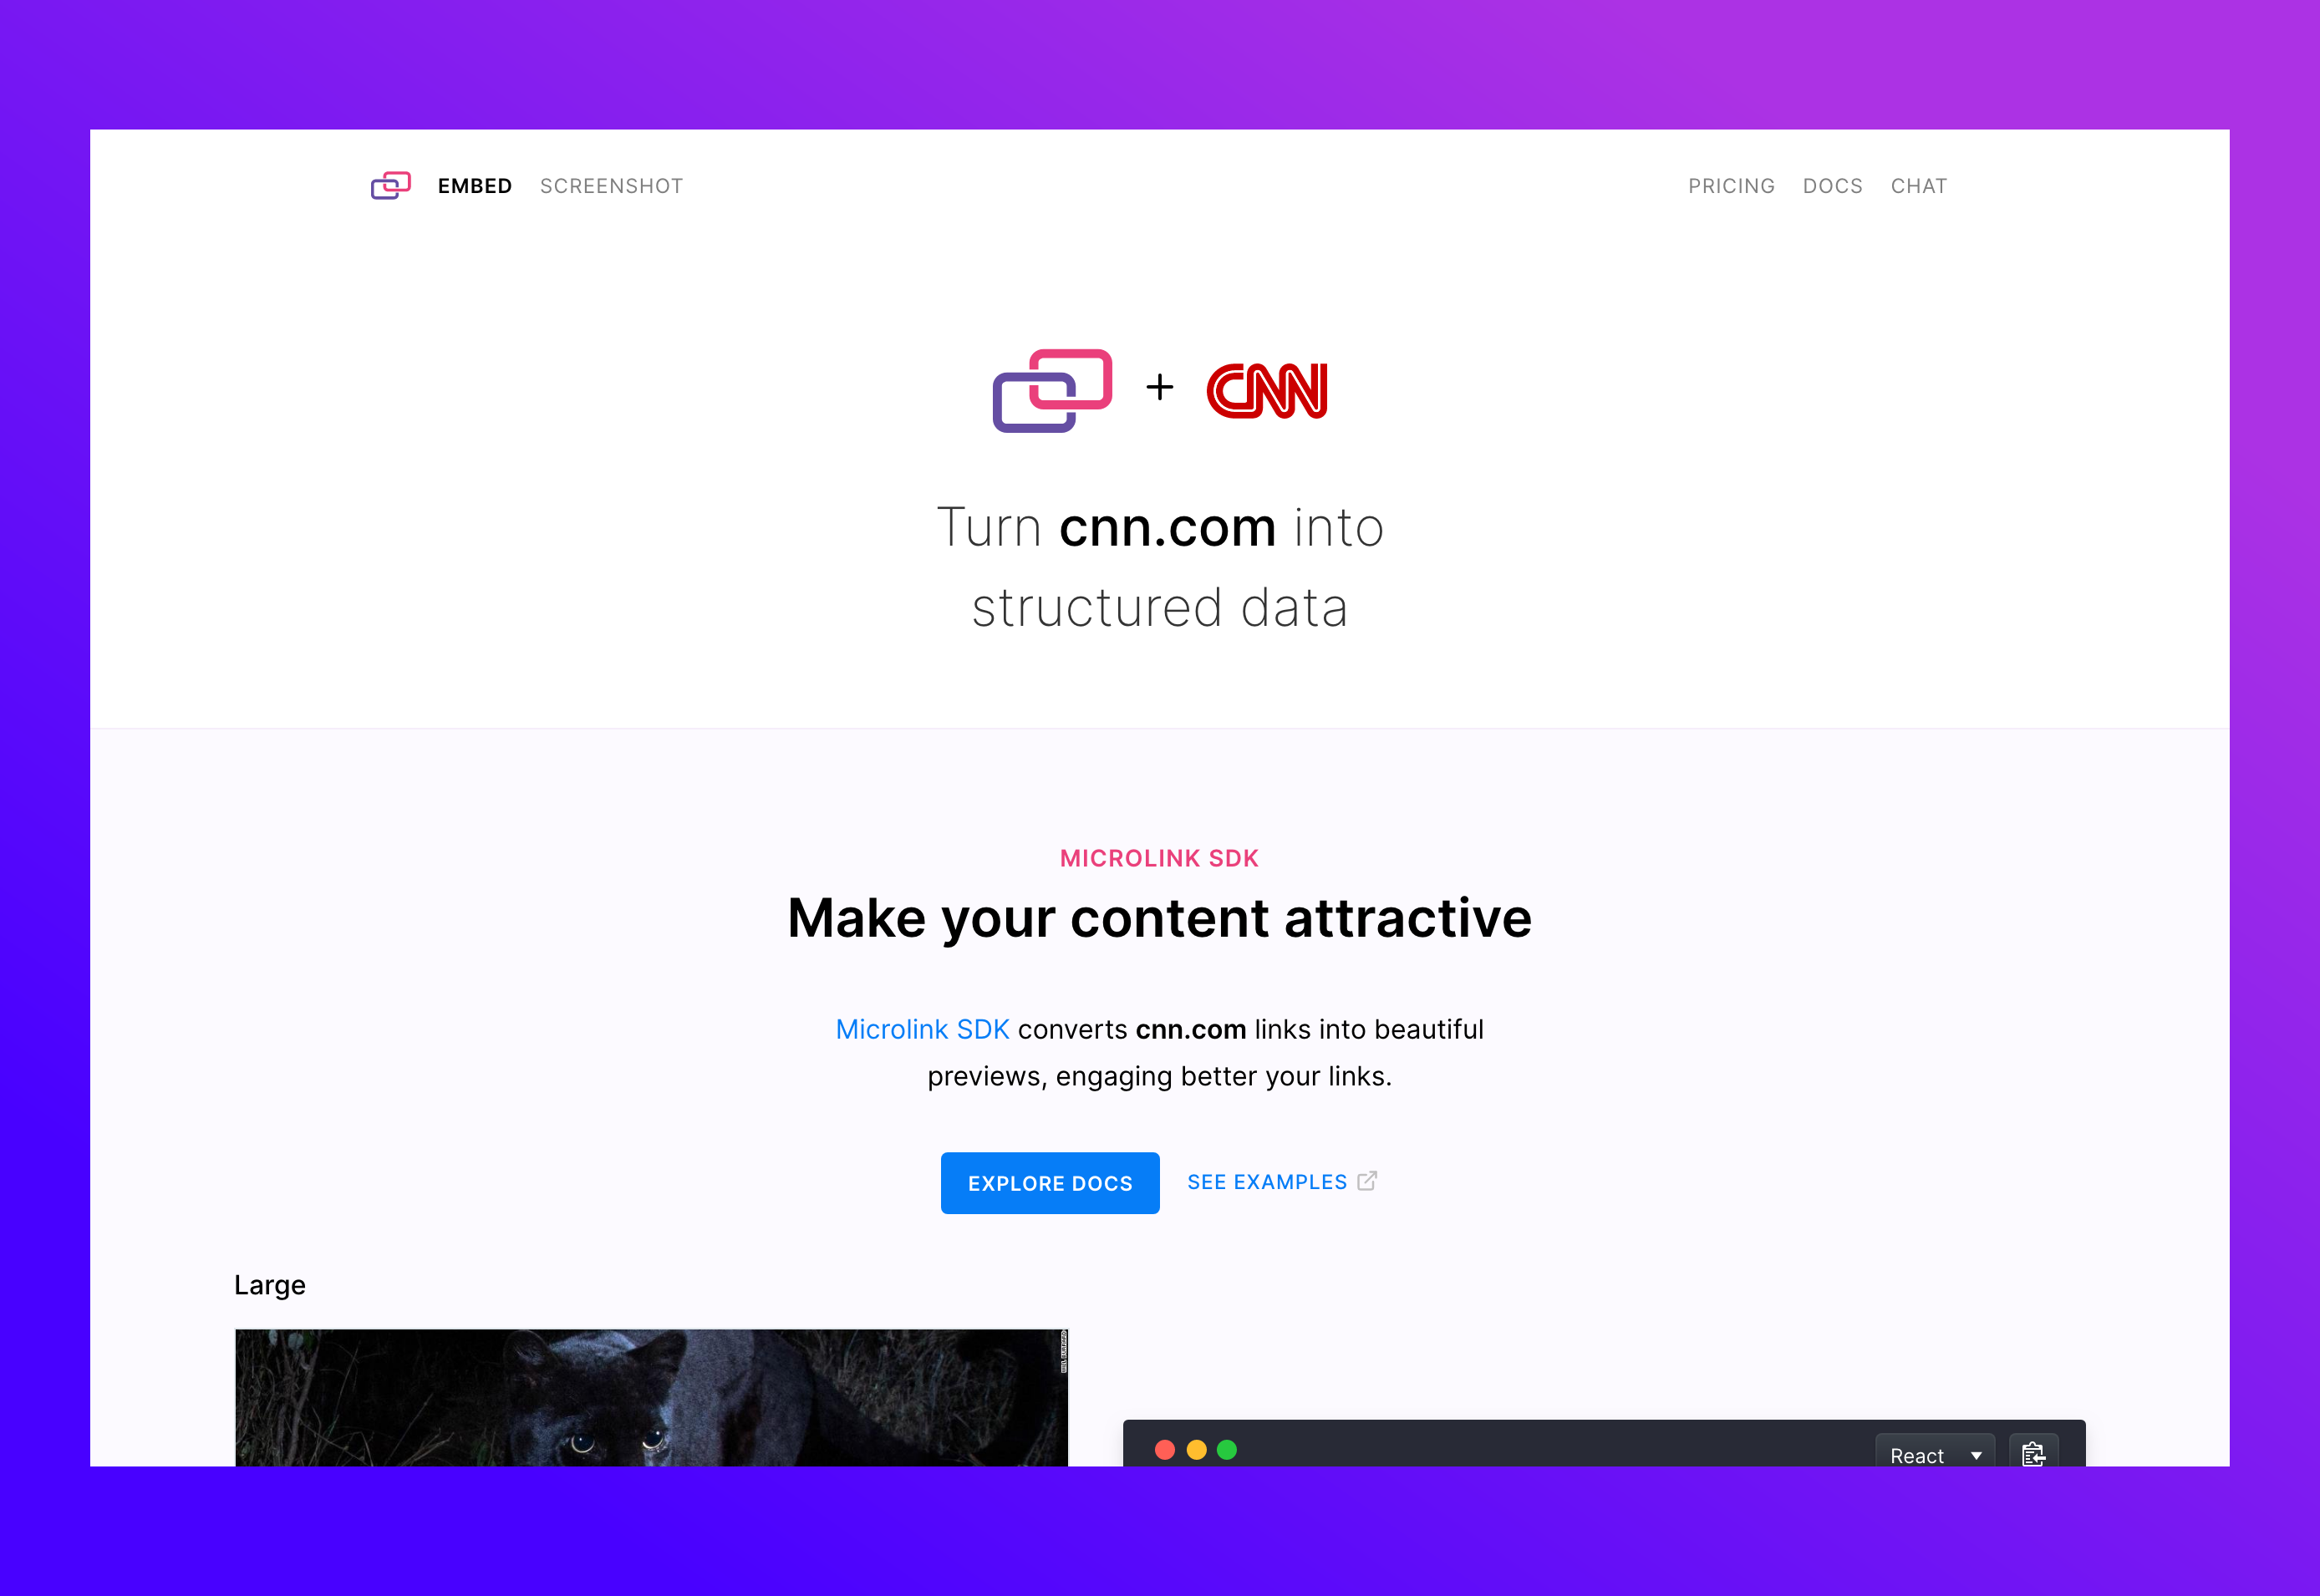 EMBED SCREENSHOT PRICING DOCS CHAT
+ CNN
Turn cnn.com into
structured data
MICROLINK SDK
Make your content attractive
Microlink SDK converts cnn.com links into beautiful
previews, engaging better your links.
EXPLORE DOCS SEE EXAMPLES
Large
React